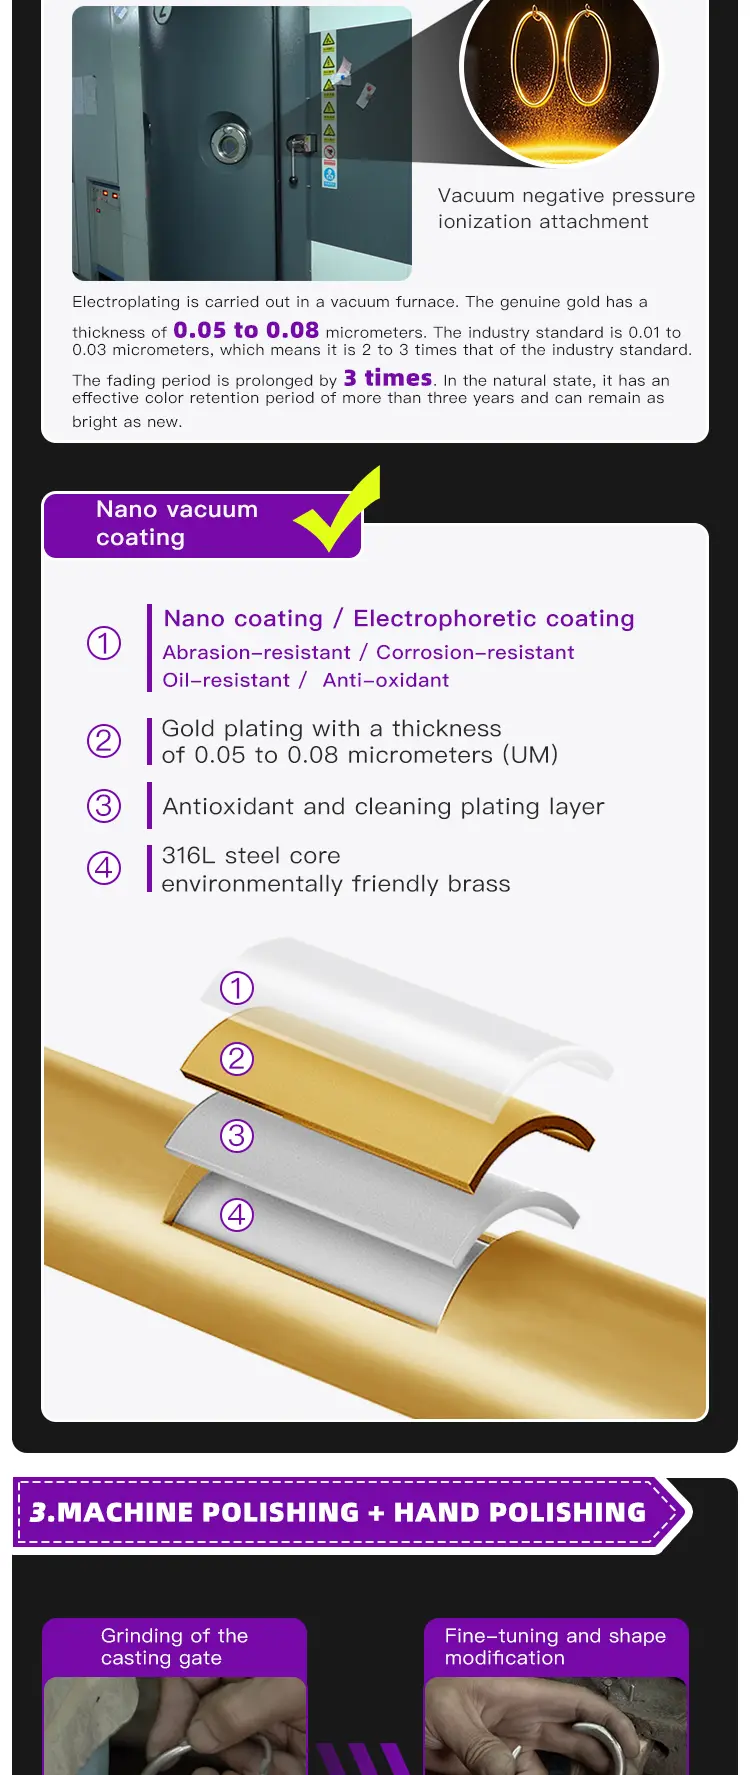 Vacuum negative pressure
ionization attachment
Electroplating is carried out in a vacuum furnace. The genuine gold has a
thickness of 0.05 to 0.08 micrometers. The industry standard is 0.01 to
0.03 micrometers, which means it is 2 to 3 times that of the industry standard.
The fading period is prolonged by 3 times. In the natural state, it has an
effective color retention period of more than three years and can remain as
bright as new.
Nano vacuum
coating
① Nano coating / Electrophoretic coating
Abrasion-resistant / Corrosion-resistant
Oil-resistant / Anti-oxidant
② Gold plating with a thickness
of 0.05 to 0.08 micrometers (UM)
③ Antioxidant and cleaning plating layer
④ 316L steel core
environmentally friendly brass
①
②
③
④
3.MACHINE POLISHING + HAND POLISHING
Grinding of the
casting gate
Fine-tuning and shape
modification